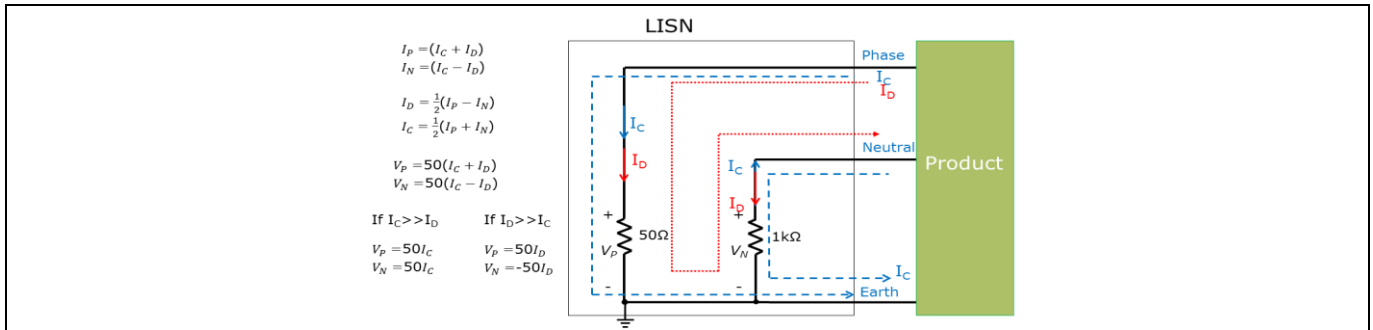 LISN
I_P =(I_C + I_D)
I_N =(I_C − I_D)
I_D = ½(I_P − I_N)
I_C = ½(I_P + I_N)
V_P = 50(I_C + I_D)
V_N = 50(I_C − I_D)
If I_C>>I_D If I_D>>I_C
V_P = 50I_C V_P = 50I_D
V_N = 50I_C V_N = -50I_D
Phase
I_C
I_D
I_C
I_D
Neutral
I_C
I_D
Product
+ +
50Ω 1kΩ
V_P V_N
I_C
- -
Earth